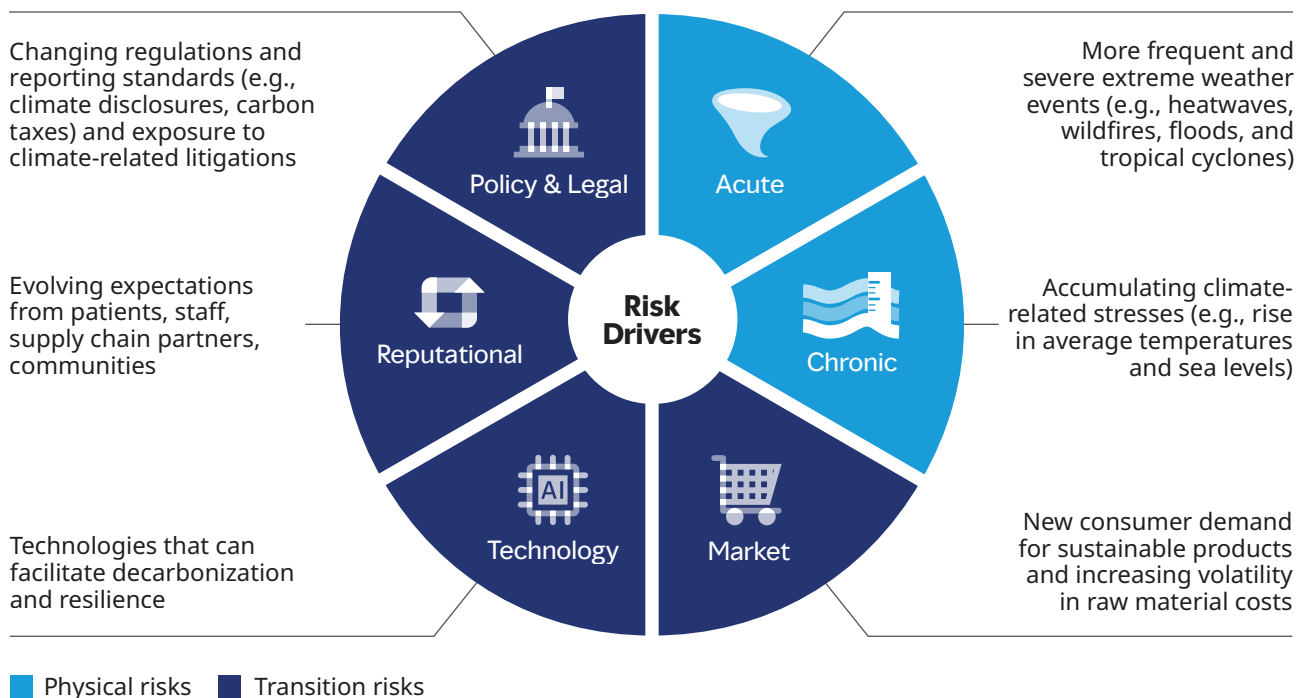 Changing regulations and
reporting standards (e.g.,
climate disclosures, carbon
taxes) and exposure to
climate-related litigations
Policy & Legal
Acute
More frequent and
severe extreme weather
events (e.g., heatwaves,
wildfires, floods, and
tropical cyclones)
Evolving expectations
from patients, staff,
supply chain partners,
communities
Reputational
Risk
Drivers
Chronic
Accumulating climate-
related stresses (e.g., rise
in average temperatures
and sea levels)
Technologies that can
facilitate decarbonization
and resilience
AI
Technology
Market
New consumer demand
for sustainable products
and increasing volatility
in raw material costs
Physical risks Transition risks